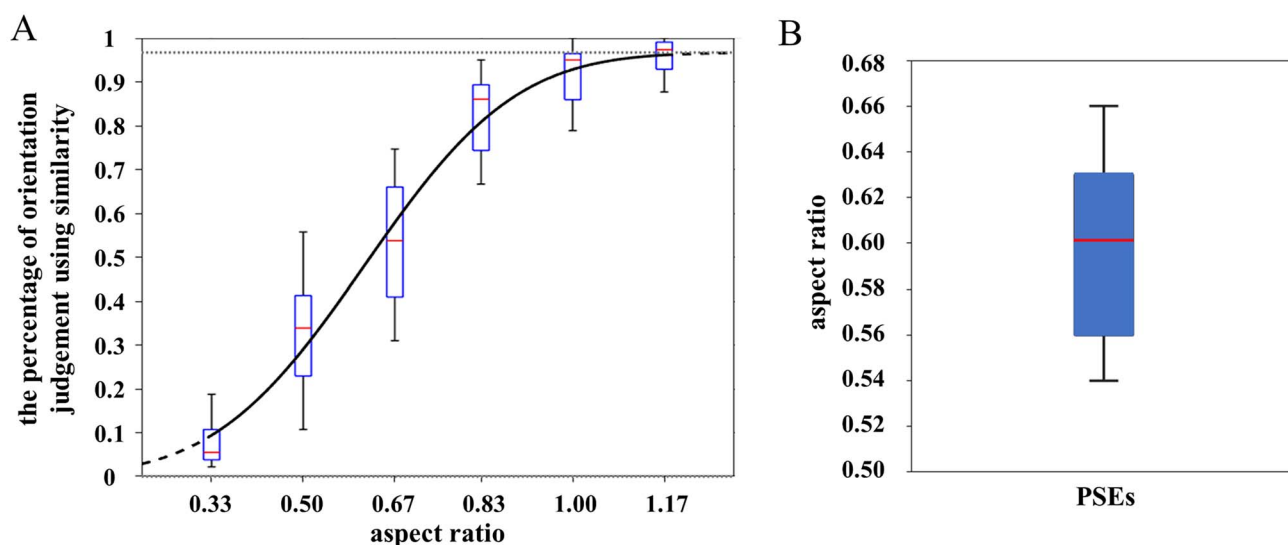 A
the percentage of orientation
judgement using similarity
1
0.9
0.8
0.7
0.6
0.5
0.4
0.3
0.2
0.1
0
0.33 0.50 0.67 0.83 1.00 1.17
aspect ratio
B
aspect ratio
0.68
0.66
0.64
0.62
0.60
0.58
0.56
0.54
0.52
0.50
PSEs